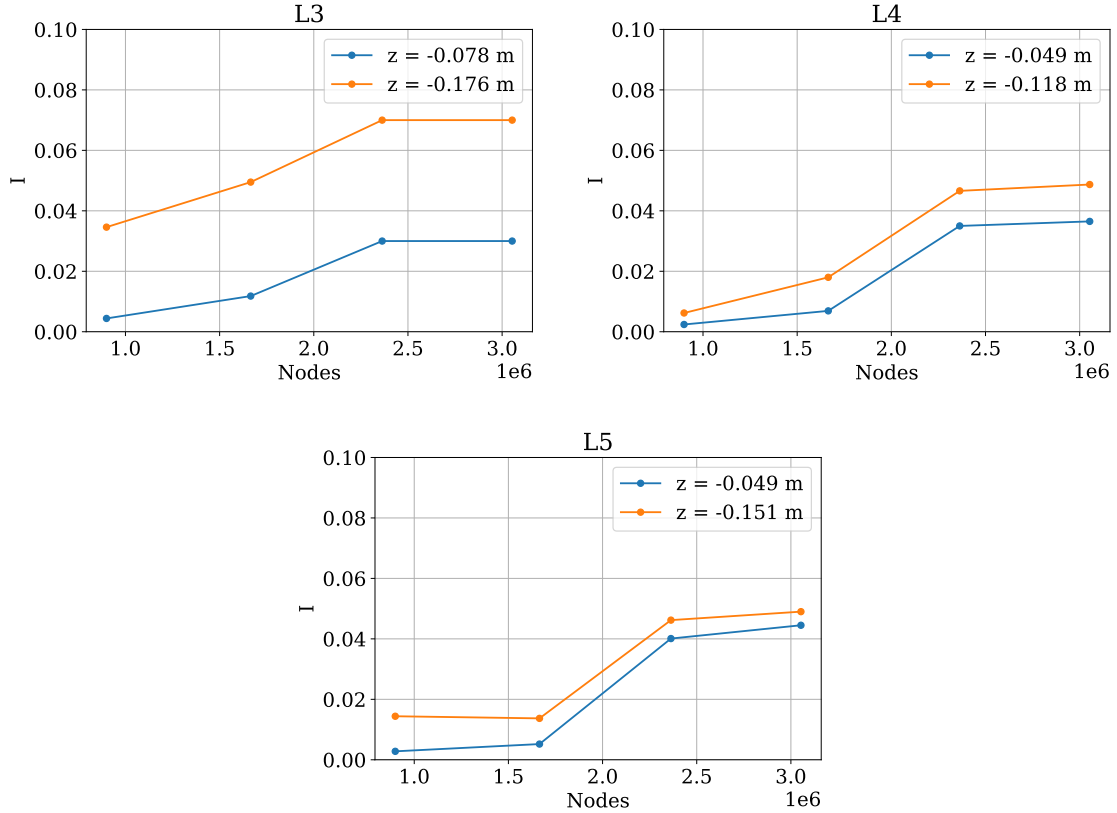 L3
0.10
0.08
0.06
0.04
0.02
0.00
I
z = -0.078 m
z = -0.176 m
1.0 1.5 2.0 2.5 3.0
1e6
Nodes
L4
0.10
0.08
0.06
0.04
0.02
0.00
I
z = -0.049 m
z = -0.118 m
1.0 1.5 2.0 2.5 3.0
1e6
Nodes
L5
0.10
0.08
0.06
0.04
0.02
0.00
I
z = -0.049 m
z = -0.151 m
1.0 1.5 2.0 2.5 3.0
1e6
Nodes